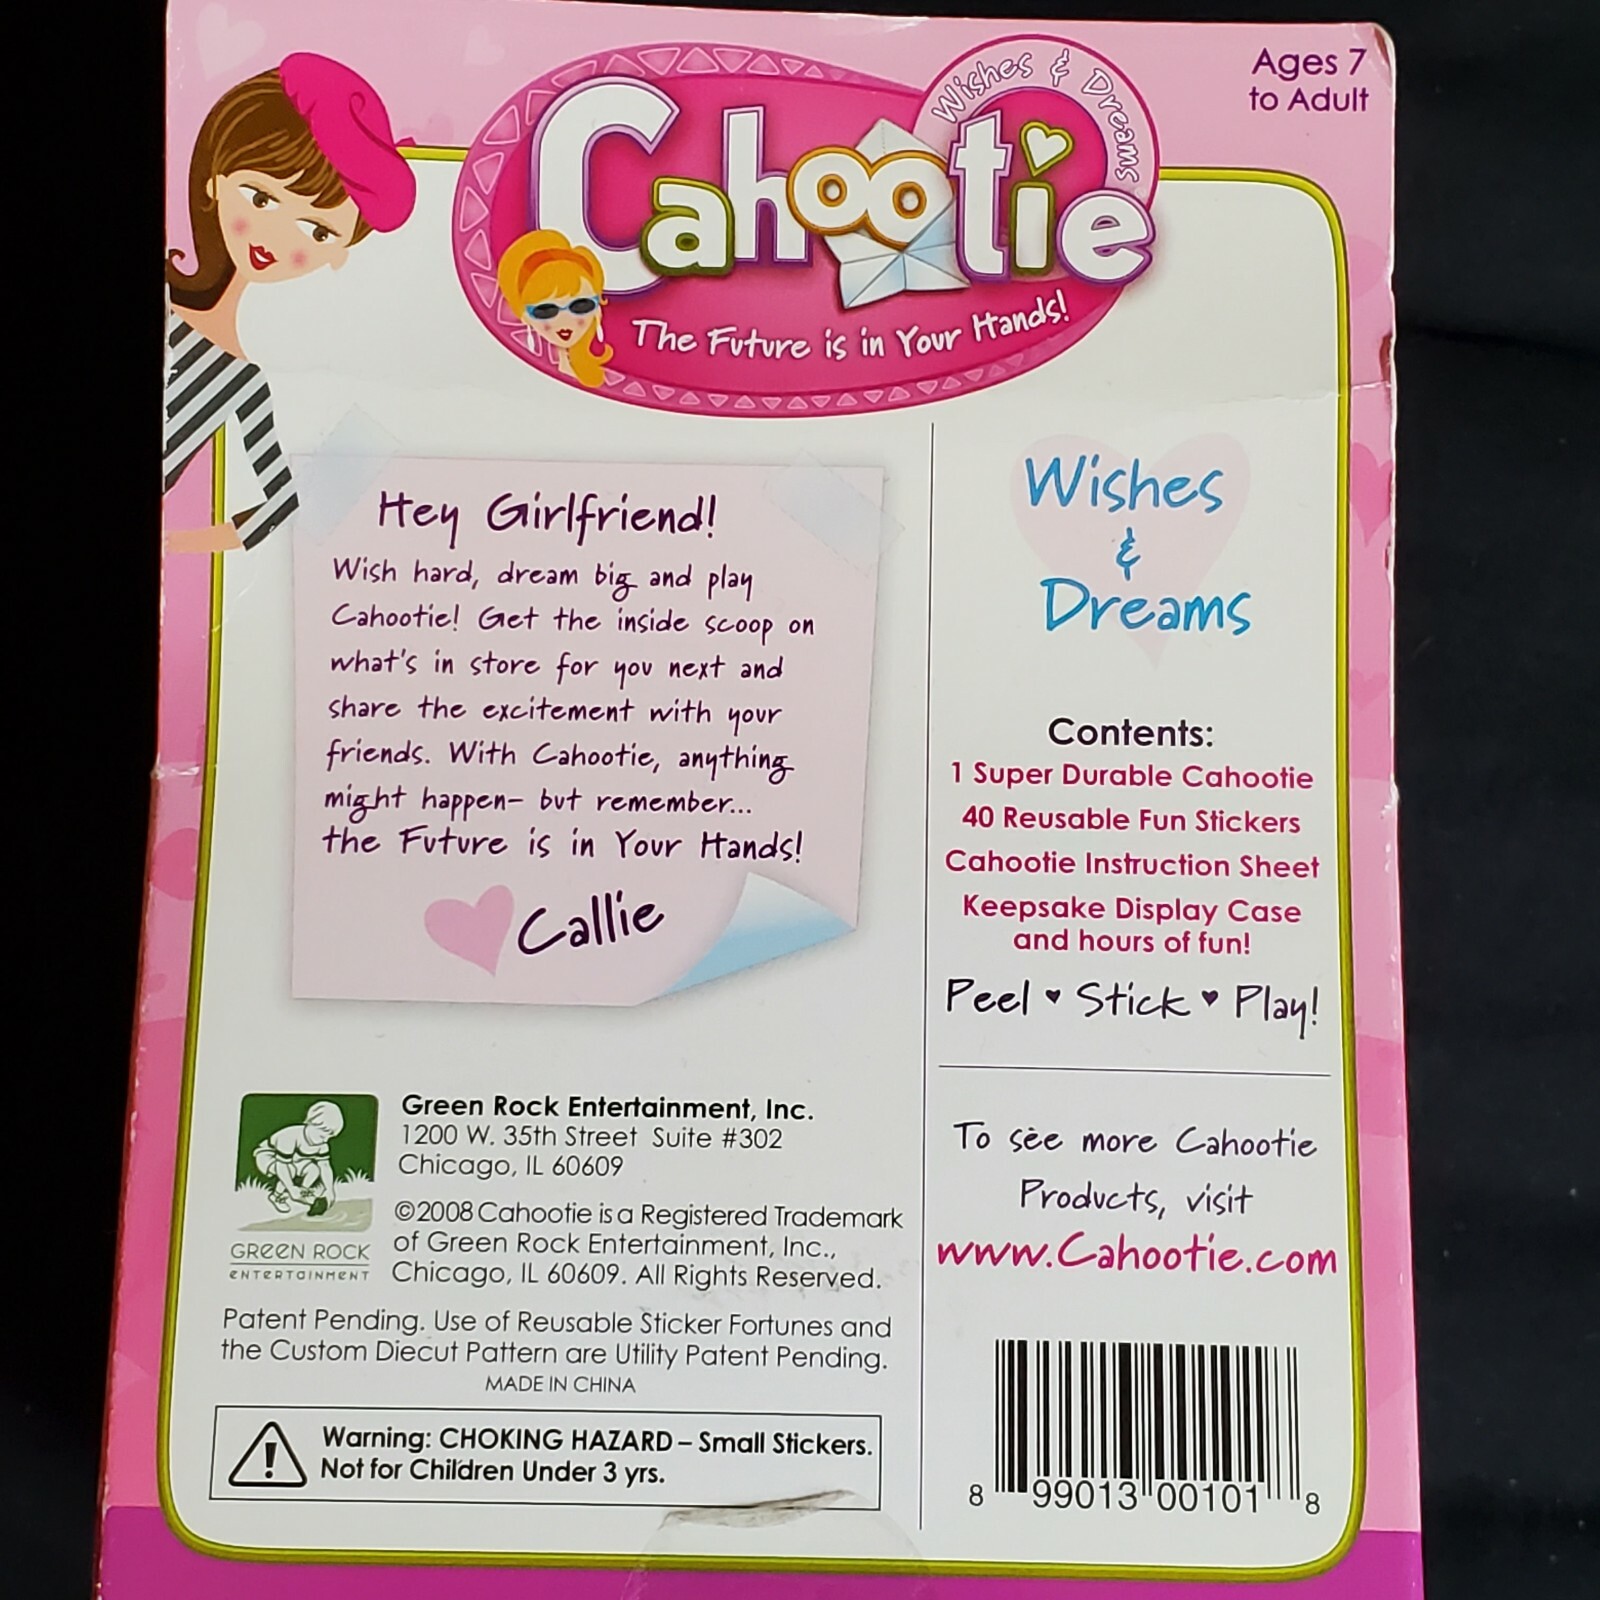 Ages 7
to Adult
Wishes & Dreams
Cahootie
The Future is in Your Hands!
Hey Girlfriend!
Wish hard, dream big and play
Cahootie! Get the inside scoop on
what's in store for you next and
share the excitement with your
friends. With Cahootie, anything
might happen- but remember...
the Future is in Your Hands!
Callie
Wishes
&
Dreams
Contents:
1 Super Durable Cahootie
40 Reusable Fun Stickers
Cahootie Instruction Sheet
Keepsake Display Case
and hours of fun!
Peel ♥ Stick ♥ Play!
To see more Cahootie
Products, visit
www.Cahootie.com
GREEN ROCK
ENTERTAINMENT
Green Rock Entertainment, Inc.
1200 W. 35th Street Suite #302
Chicago, IL 60609
©2008 Cahootie is a Registered Trademark
of Green Rock Entertainment, Inc.,
Chicago, IL 60609. All Rights Reserved.
Patent Pending. Use of Reusable Sticker Fortunes and
the Custom Diecut Pattern are Utility Patent Pending.
MADE IN CHINA
Warning: CHOKING HAZARD – Small Stickers.
Not for Children Under 3 yrs.
8 99013 00101 8